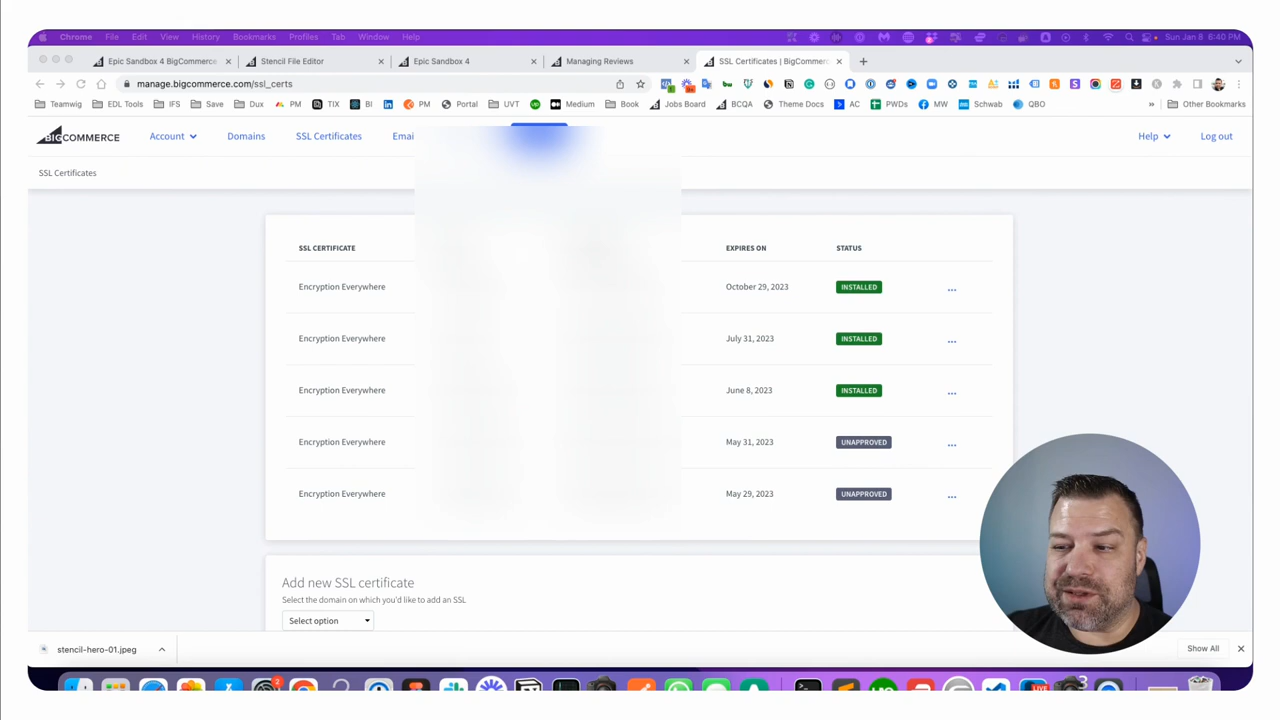 Chrome File Edit View History Bookmarks Profiles Tab Window Help Sun Jan 8 6:40 PM
Epic Sandbox 4 BigCommerce Stencil File Editor Epic Sandbox 4 Managing Reviews SSL Certificates | BigCommerc
manage.bigcommerce.com/ssl_certs
Teamwig EDL Tools IFS Save Dux PM TIX BI PM Portal UVT Medium Book Jobs Board BCQA Theme Docs AC PWDs MW Schwab QBO » Other Bookmarks
BIGCOMMERCE Account Domains SSL Certificates Emai Help Log out
SSL Certificates
SSL CERTIFICATE EXPIRES ON STATUS
Encryption Everywhere October 29, 2023 INSTALLED ...
Encryption Everywhere July 31, 2023 INSTALLED ...
Encryption Everywhere June 8, 2023 INSTALLED ...
Encryption Everywhere May 31, 2023 UNAPPROVED ...
Encryption Everywhere May 29, 2023 UNAPPROVED ...
Add new SSL certificate
Select the domain on which you'd like to add an SSL
Select option
stencil-hero-01.jpeg Show All